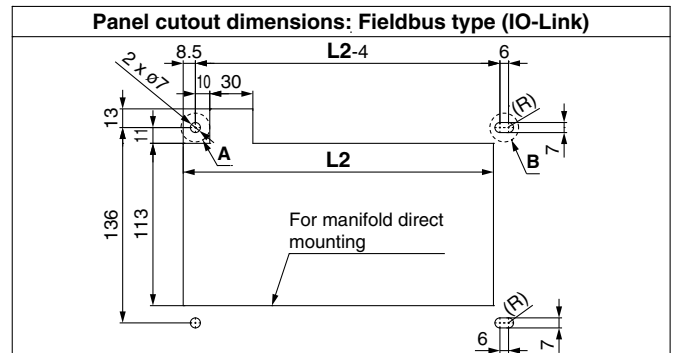 Panel cutout dimensions: Fieldbus type (IO-Link)
8.5
L2-4
6
2 x ø7
10
30
(R)
13
11
7
A
B
L2
136
113
For manifold direct
mounting
(R)
6
7